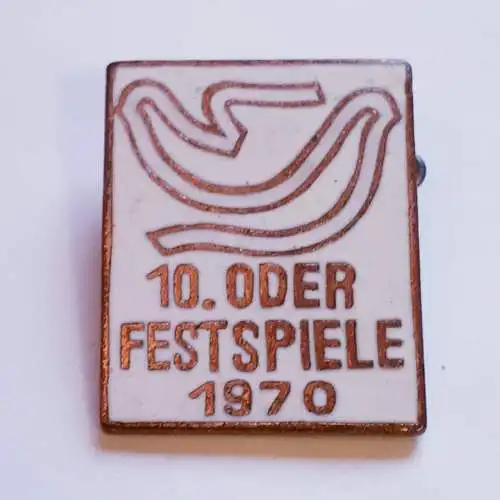 10. ODER
FESTSPIELE
1970